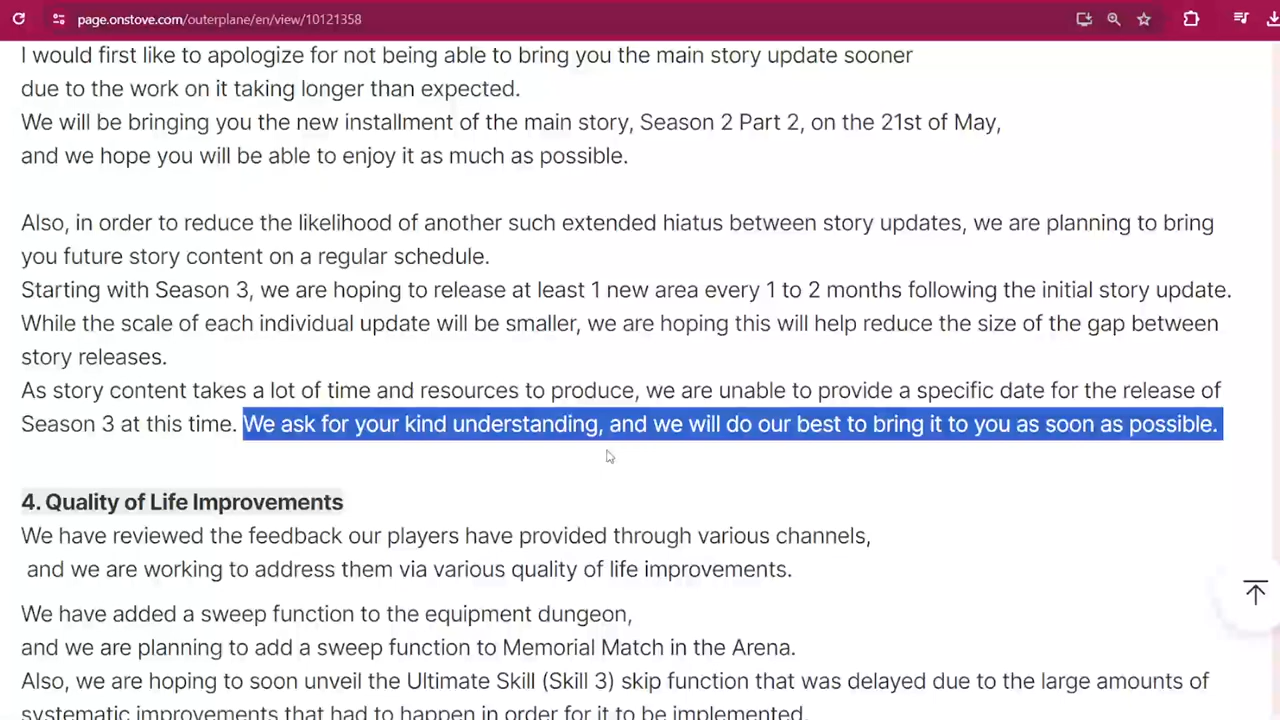 page.onstove.com/outerplane/en/view/10121358
I would first like to apologize for not being able to bring you the main story update sooner
due to the work on it taking longer than expected.
We will be bringing you the new installment of the main story, Season 2 Part 2, on the 21st of May,
and we hope you will be able to enjoy it as much as possible.
Also, in order to reduce the likelihood of another such extended hiatus between story updates, we are planning to bring
you future story content on a regular schedule.
Starting with Season 3, we are hoping to release at least 1 new area every 1 to 2 months following the initial story update.
While the scale of each individual update will be smaller, we are hoping this will help reduce the size of the gap between
story releases.
As story content takes a lot of time and resources to produce, we are unable to provide a specific date for the release of
Season 3 at this time. We ask for your kind understanding, and we will do our best to bring it to you as soon as possible.
4. Quality of Life Improvements
We have reviewed the feedback our players have provided through various channels,
and we are working to address them via various quality of life improvements.
We have added a sweep function to the equipment dungeon,
and we are planning to add a sweep function to Memorial Match in the Arena.
Also, we are hoping to soon unveil the Ultimate Skill (Skill 3) skip function that was delayed due to the large amounts of
systematic improvements that had to happen in order for it to be implemented.